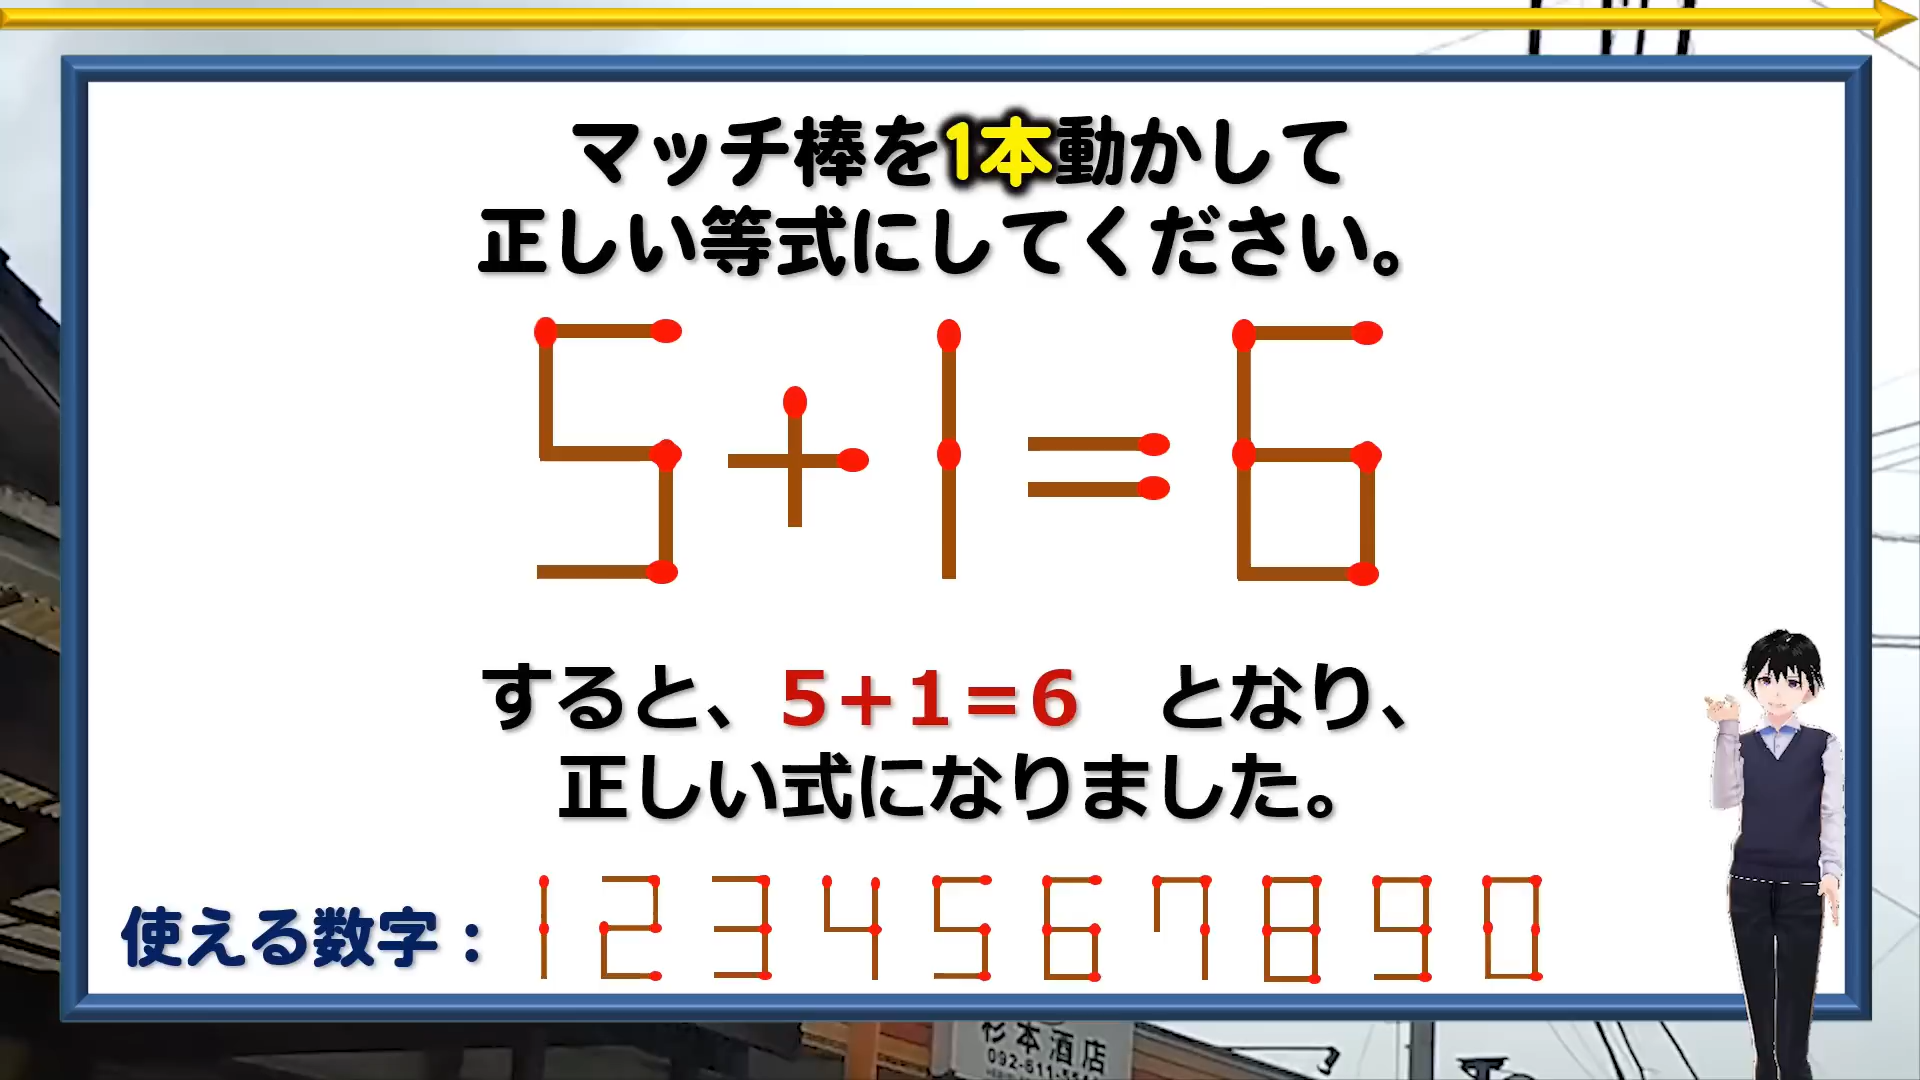 マッチ棒を1本動かして
正しい等式にしてください。
5+1=6
すると、5+1=6 となり、
正しい式になりました。
使える数字： 1 2 3 4 5 6 7 8 9 0
杉本酒店